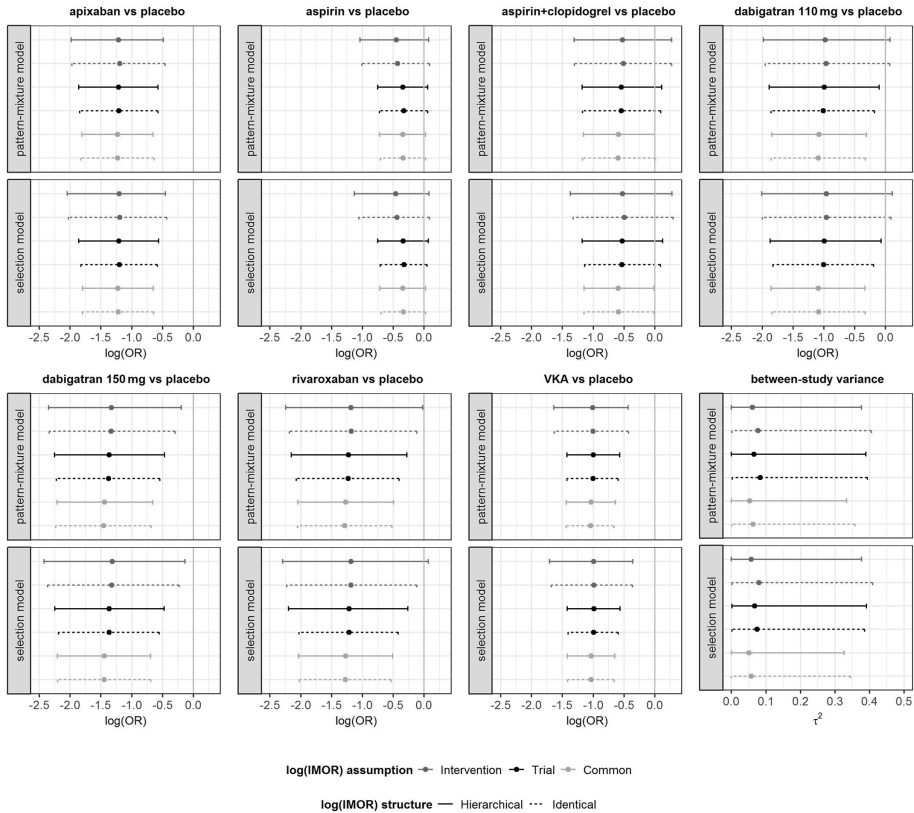 apixaban vs placebo
aspirin vs placebo
aspirin+clopidogrel vs placebo
dabigatran 110 mg vs placebo
pattern-mixture model
pattern-mixture model
pattern-mixture model
pattern-mixture model
selection model
selection model
selection model
selection model
-2.5 -2.0 -1.5 -1.0 -0.5 0.0
-2.5 -2.0 -1.5 -1.0 -0.5 0.0
-2.5 -2.0 -1.5 -1.0 -0.5 0.0
-2.5 -2.0 -1.5 -1.0 -0.5 0.0
log(OR)
log(OR)
log(OR)
log(OR)
dabigatran 150 mg vs placebo
rivaroxaban vs placebo
VKA vs placebo
between-study variance
pattern-mixture model
pattern-mixture model
pattern-mixture model
pattern-mixture model
selection model
selection model
selection model
selection model
-2.5 -2.0 -1.5 -1.0 -0.5 0.0
-2.5 -2.0 -1.5 -1.0 -0.5 0.0
-2.5 -2.0 -1.5 -1.0 -0.5 0.0
0.0 0.1 0.2 0.3 0.4 0.5
log(OR)
log(OR)
log(OR)
τ²
log(IMOR) assumption Intervention Trial Common
log(IMOR) structure Hierarchical Identical